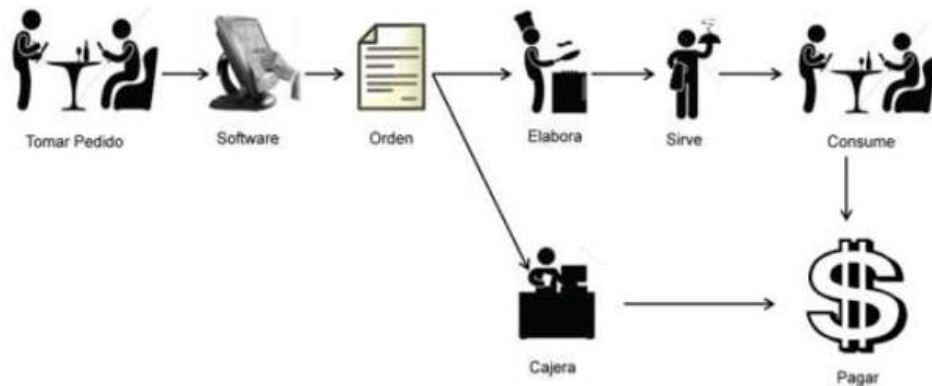 Tomar Pedido
Software
Orden
Elabora
Sirve
Consume
Cajera
Pagar